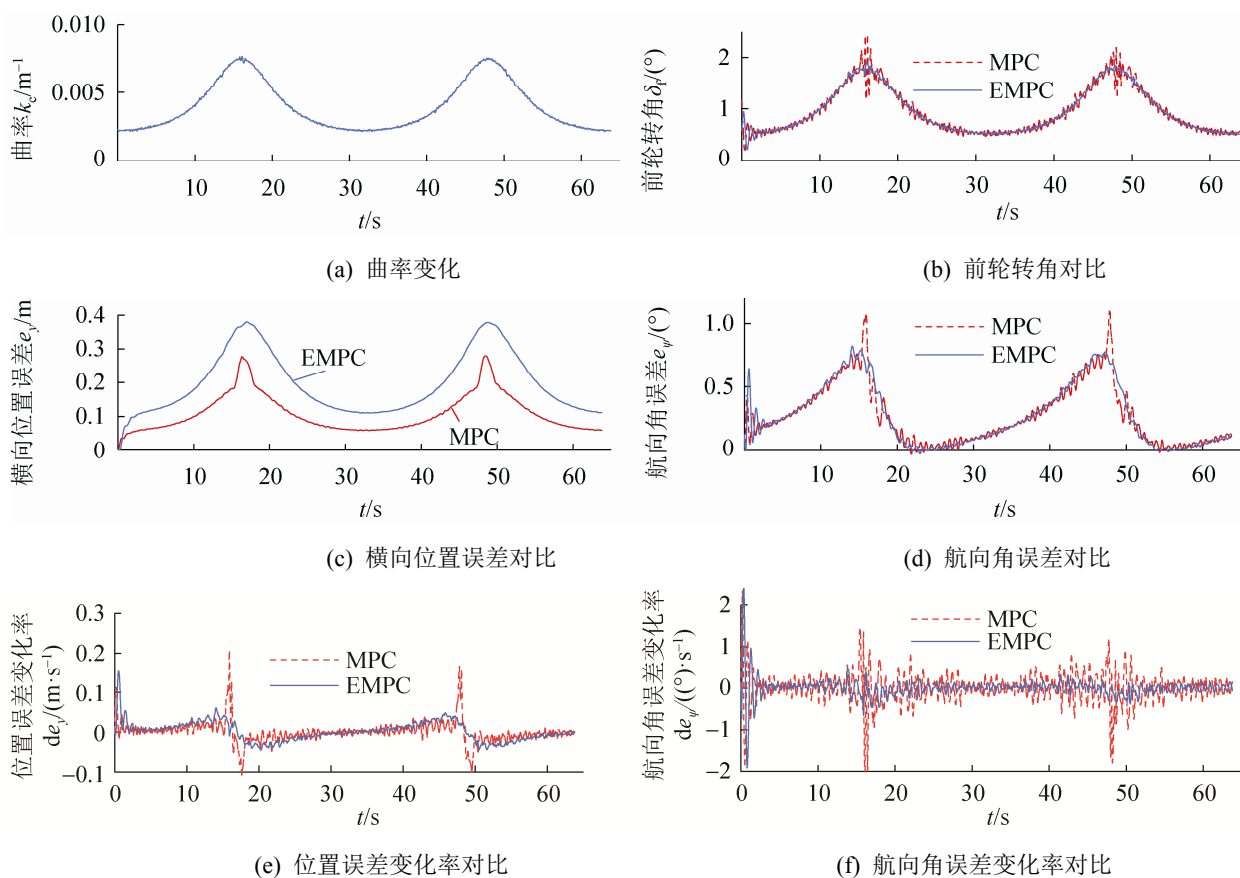 曲率k_c/m⁻¹
0.010
0.005
0
10 20 30 40 50 60
t/s
(a) 曲率变化
前轮转角δ_f/(°)
2
1
0
MPC
EMPC
10 20 30 40 50 60
t/s
(b) 前轮转角对比
横向位置误差e_y/m
0.4
0.3
0.2
0.1
0
EMPC
MPC
10 20 30 40 50 60
t/s
(c) 横向位置误差对比
航向角误差e_ψ/(°)
1.0
0.5
0
MPC
EMPC
10 20 30 40 50 60
t/s
(d) 航向角误差对比
位置误差变化率
de_y/(m·s⁻¹)
0.3
0.2
0.1
0
−0.1
MPC
EMPC
0 10 20 30 40 50 60
t/s
(e) 位置误差变化率对比
航向角误差变化率
de_ψ/((°)·s⁻¹)
2
1
0
−1
−2
MPC
EMPC
0 10 20 30 40 50 60
t/s
(f) 航向角误差变化率对比